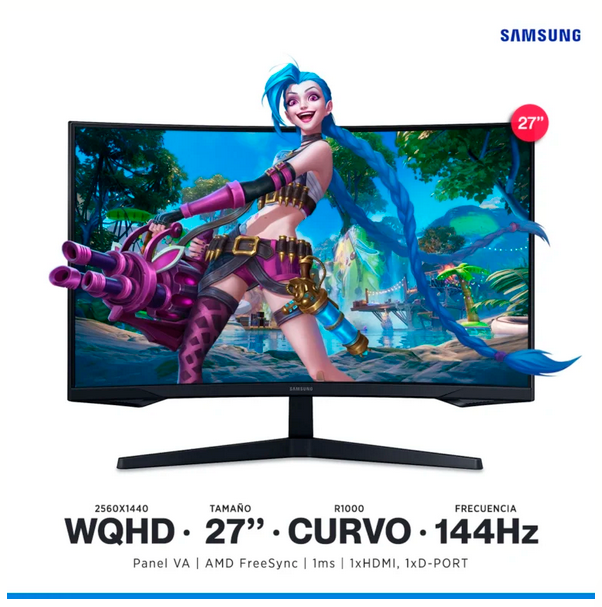 SAMSUNG
27”
SAMSUNG
2560X1440 TAMAÑO R1000 FRECUENCIA
WQHD · 27” · CURVO · 144Hz
Panel VA | AMD FreeSync | 1ms | 1xHDMI, 1xD-PORT